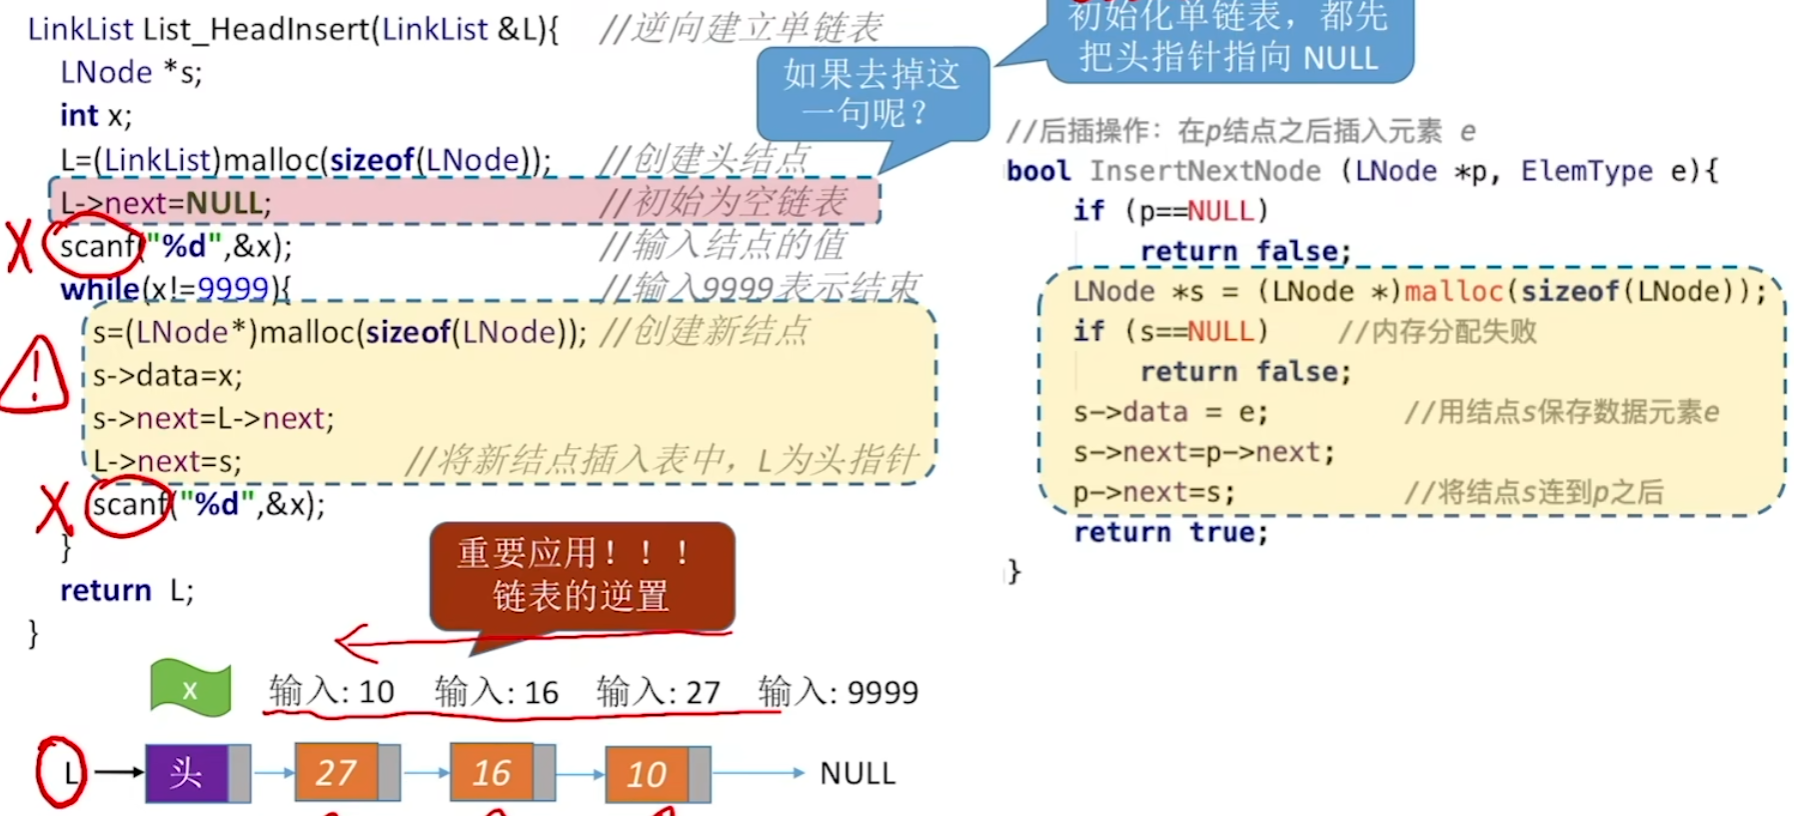 LinkList List_HeadInsert(LinkList &L){ //逆向建立单链表
LNode *s;
int x;
L=(LinkList)malloc(sizeof(LNode)); //创建头结点
L->next=NULL; //初始为空链表
scanf("%d",&x); //输入结点的值
while(x!=9999){ //输入9999表示结束
s=(LNode*)malloc(sizeof(LNode)); //创建新结点
s->data=x;
s->next=L->next;
L->next=s; //将新结点插入表中，L为头指针
scanf("%d",&x);
}
return L;
}
如果去掉这
一句呢？
初始化单链表，都先
把头指针指向 NULL
//后插操作：在p结点之后插入元素 e
bool InsertNextNode (LNode *p, ElemType e){
if (p==NULL)
return false;
LNode *s = (LNode *)malloc(sizeof(LNode));
if (s==NULL) //内存分配失败
return false;
s->data = e; //用结点s保存数据元素e
s->next=p->next;
p->next=s; //将结点s连到p之后
return true;
}
重要应用！！！
链表的逆置
x 输入: 10 输入: 16 输入: 27 输入: 9999
L 头 27 16 10 NULL
X
!
X